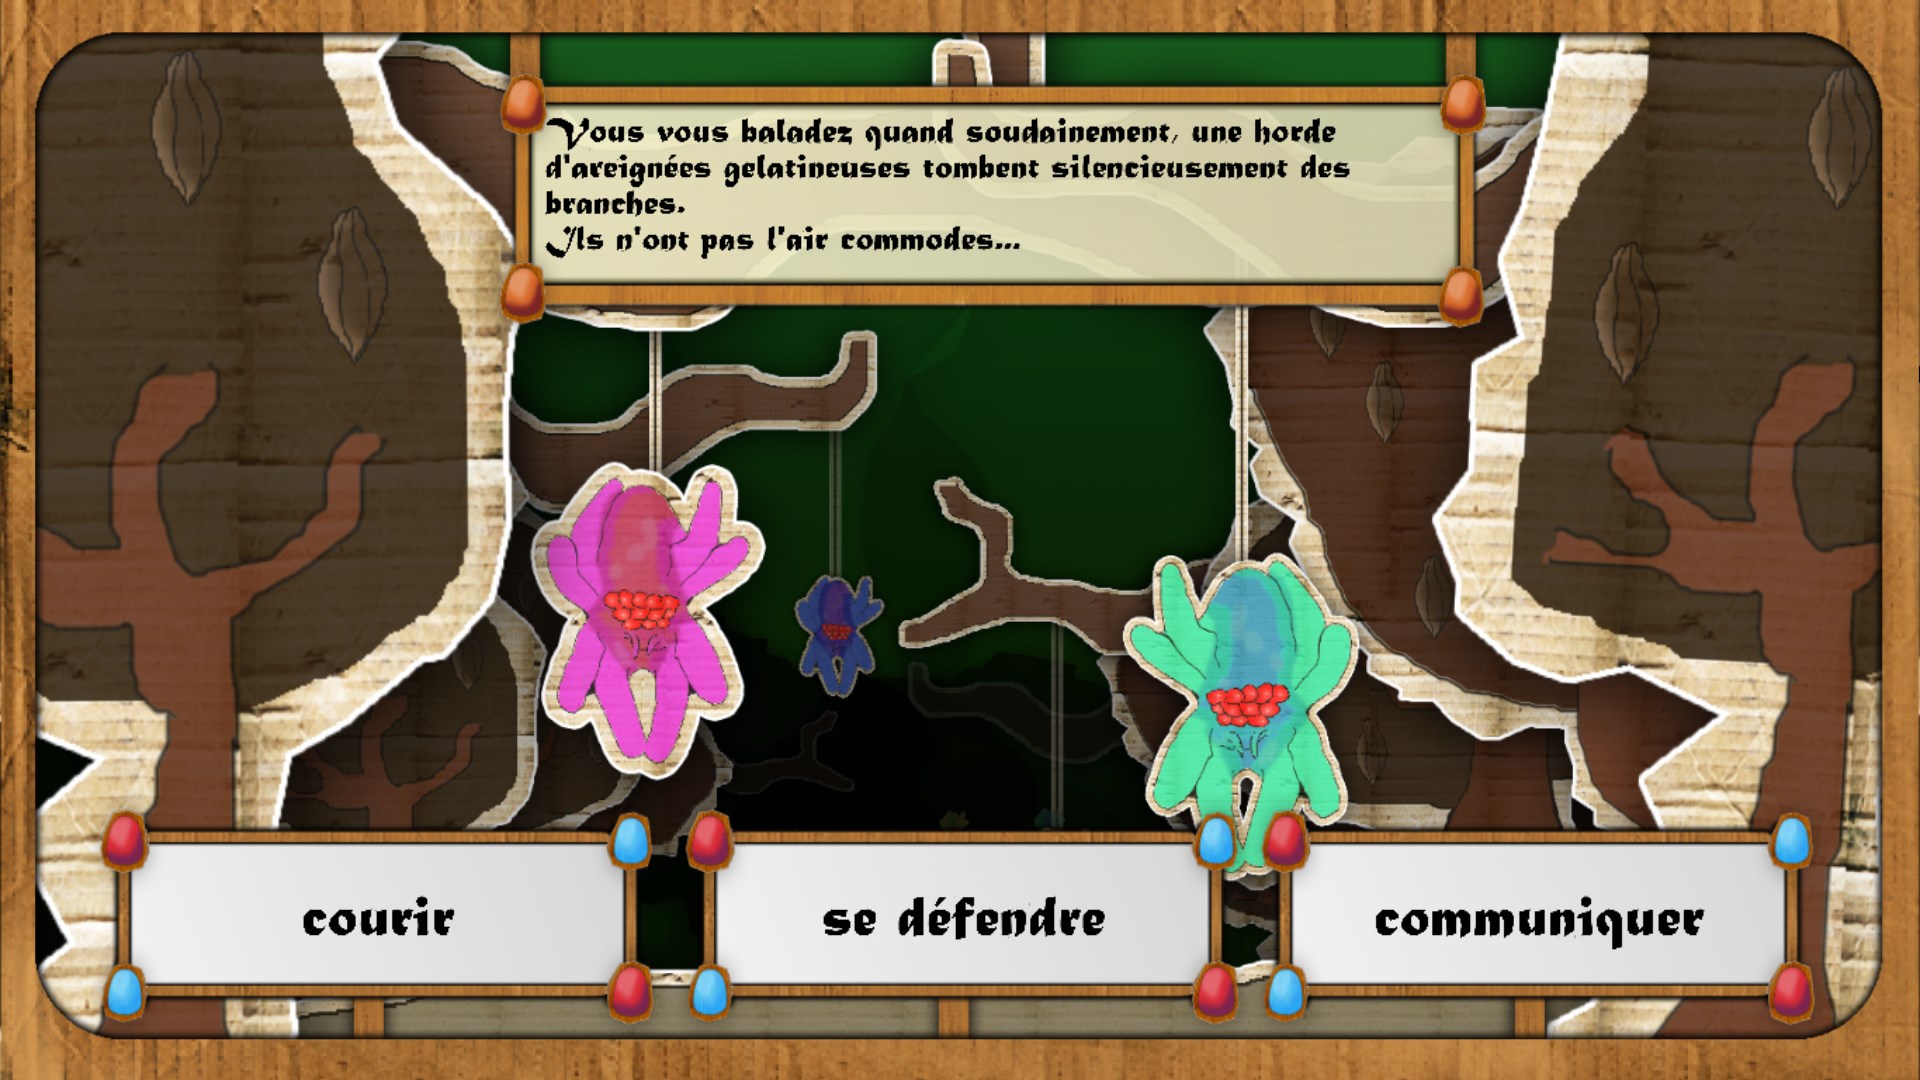 Vous vous baladez quand soudainement, une horde
d'areignées gelatineuses tombent silencieusement des
branches.
Ils n'ont pas l'air commodes...
courir
se défendre
communiquer